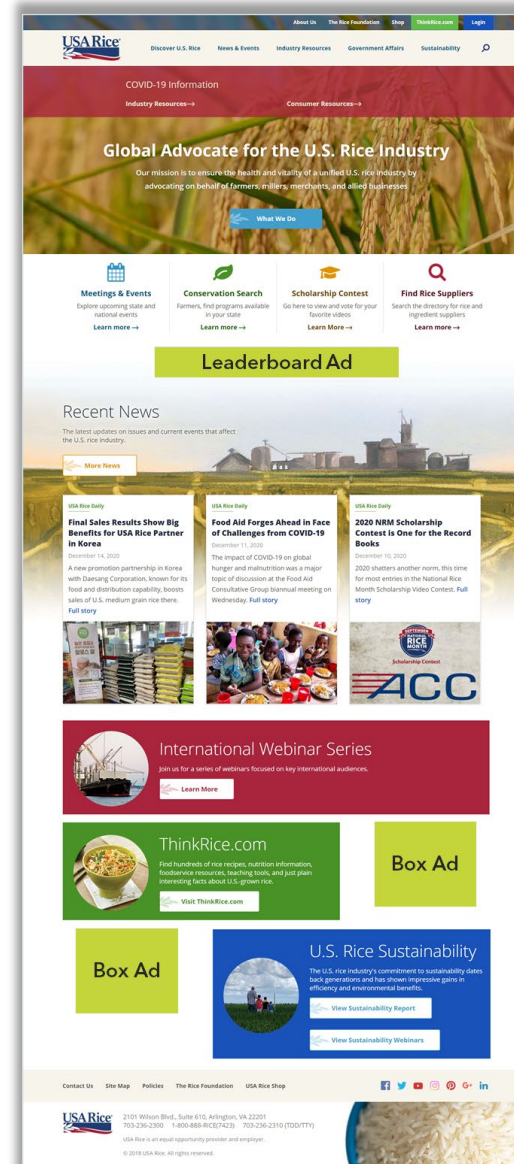 About Us The Rice Foundation Shop ThinkRice.com Login
USA Rice
Discover U.S. Rice News & Events Industry Resources Government Affairs Sustainability
COVID-19 Information
Industry Resources→ Consumer Resources→
Global Advocate for the U.S. Rice Industry
Our mission is to ensure the health and vitality of a unified U.S. rice industry by
advocating on behalf of farmers, millers, merchants, and allied businesses
What We Do
Meetings & Events
Explore upcoming state and
national events
Learn more →
Conservation Search
Farmers, find programs available
in your state
Learn more →
Scholarship Contest
Go here to view and vote for your
favorite videos
Learn More →
Find Rice Suppliers
Search the directory for rice and
ingredient suppliers
Learn more →
Leaderboard Ad
Recent News
The latest updates on issues and current events that affect
the U.S. rice industry.
More News
USA Rice Daily
Final Sales Results Show Big
Benefits for USA Rice Partner
in Korea
December 14, 2020
A new promotion partnership in Korea
with Daesang Corporation, known for its
food and distribution capability, boosts
sales of U.S. medium grain rice there.
Full story
USA Rice Daily
Food Aid Forges Ahead in Face
of Challenges from COVID-19
December 11, 2020
The impact of COVID-19 on global
hunger and malnutrition was a major
topic of discussion at the Food Aid
Consultative Group biannual meeting on
Wednesday. Full story
USA Rice Daily
2020 NRM Scholarship
Contest is One for the Record
Books
December 10, 2020
2020 shatters another norm, this time
for most entries in the National Rice
Month Scholarship Video Contest. Full
story
SEPTEMBER
NATIONAL
RICE
MONTH
Scholarship Contest
ACC
International Webinar Series
Join us for a series of webinars focused on key international audiences.
Learn More
ThinkRice.com
Find hundreds of rice recipes, nutrition information,
foodservice resources, teaching tools, and just plain
interesting facts about U.S.-grown rice.
Visit ThinkRice.com
Box Ad
Box Ad
U.S. Rice Sustainability
The U.S. rice industry's commitment to sustainability dates
back generations and has shown impressive gains in
efficiency and environmental benefits.
View Sustainability Report
View Sustainability Webinars
Contact Us Site Map Policies The Rice Foundation USA Rice Shop
USA Rice
2101 Wilson Blvd., Suite 610, Arlington, VA 22201
703-236-2300 1-800-888-RICE(7423) 703-236-2310 (TDD/TTY)
USA Rice is an equal opportunity provider and employer.
© 2018 USA Rice. All rights reserved.